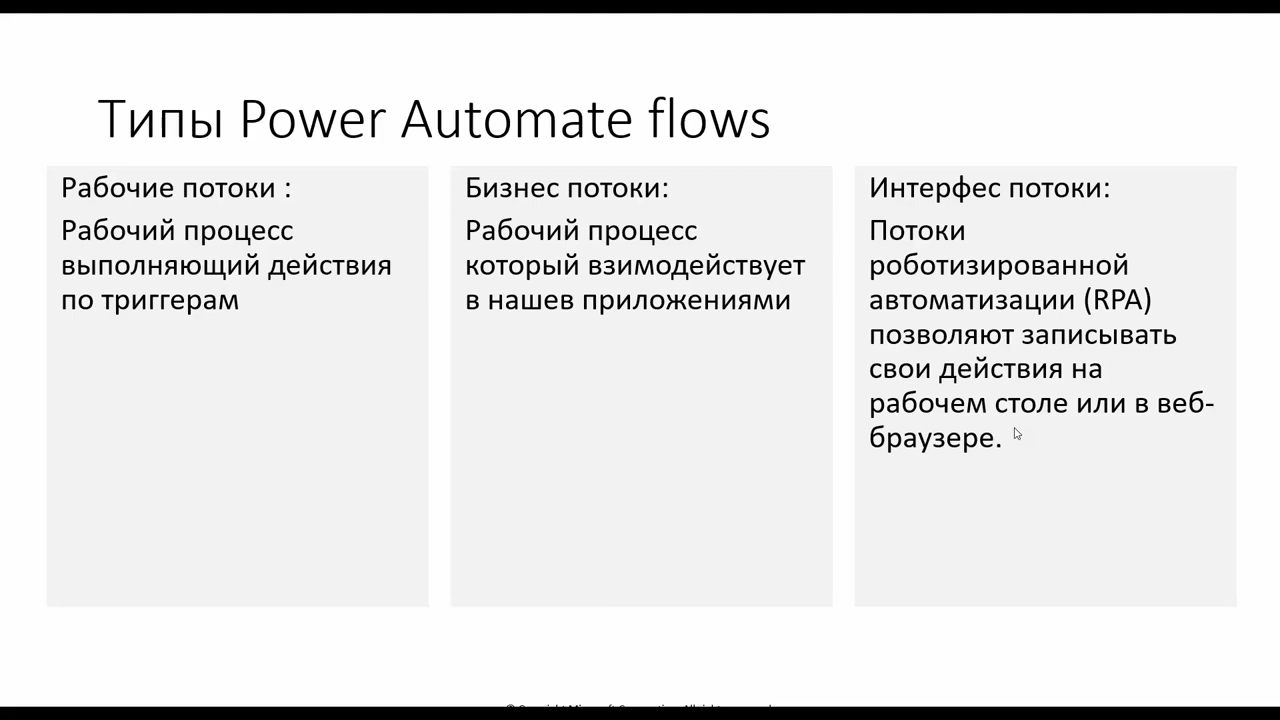 Типы Power Automate flows
Рабочие потоки :
Рабочий процесс
выполняющий действия
по триггерам
Бизнес потоки:
Рабочий процесс
который взимодействует
в нашев приложениями
Интерфес потоки:
Потоки
роботизированной
автоматизации (RPA)
позволяют записывать
свои действия на
рабочем столе или в веб-
браузере.